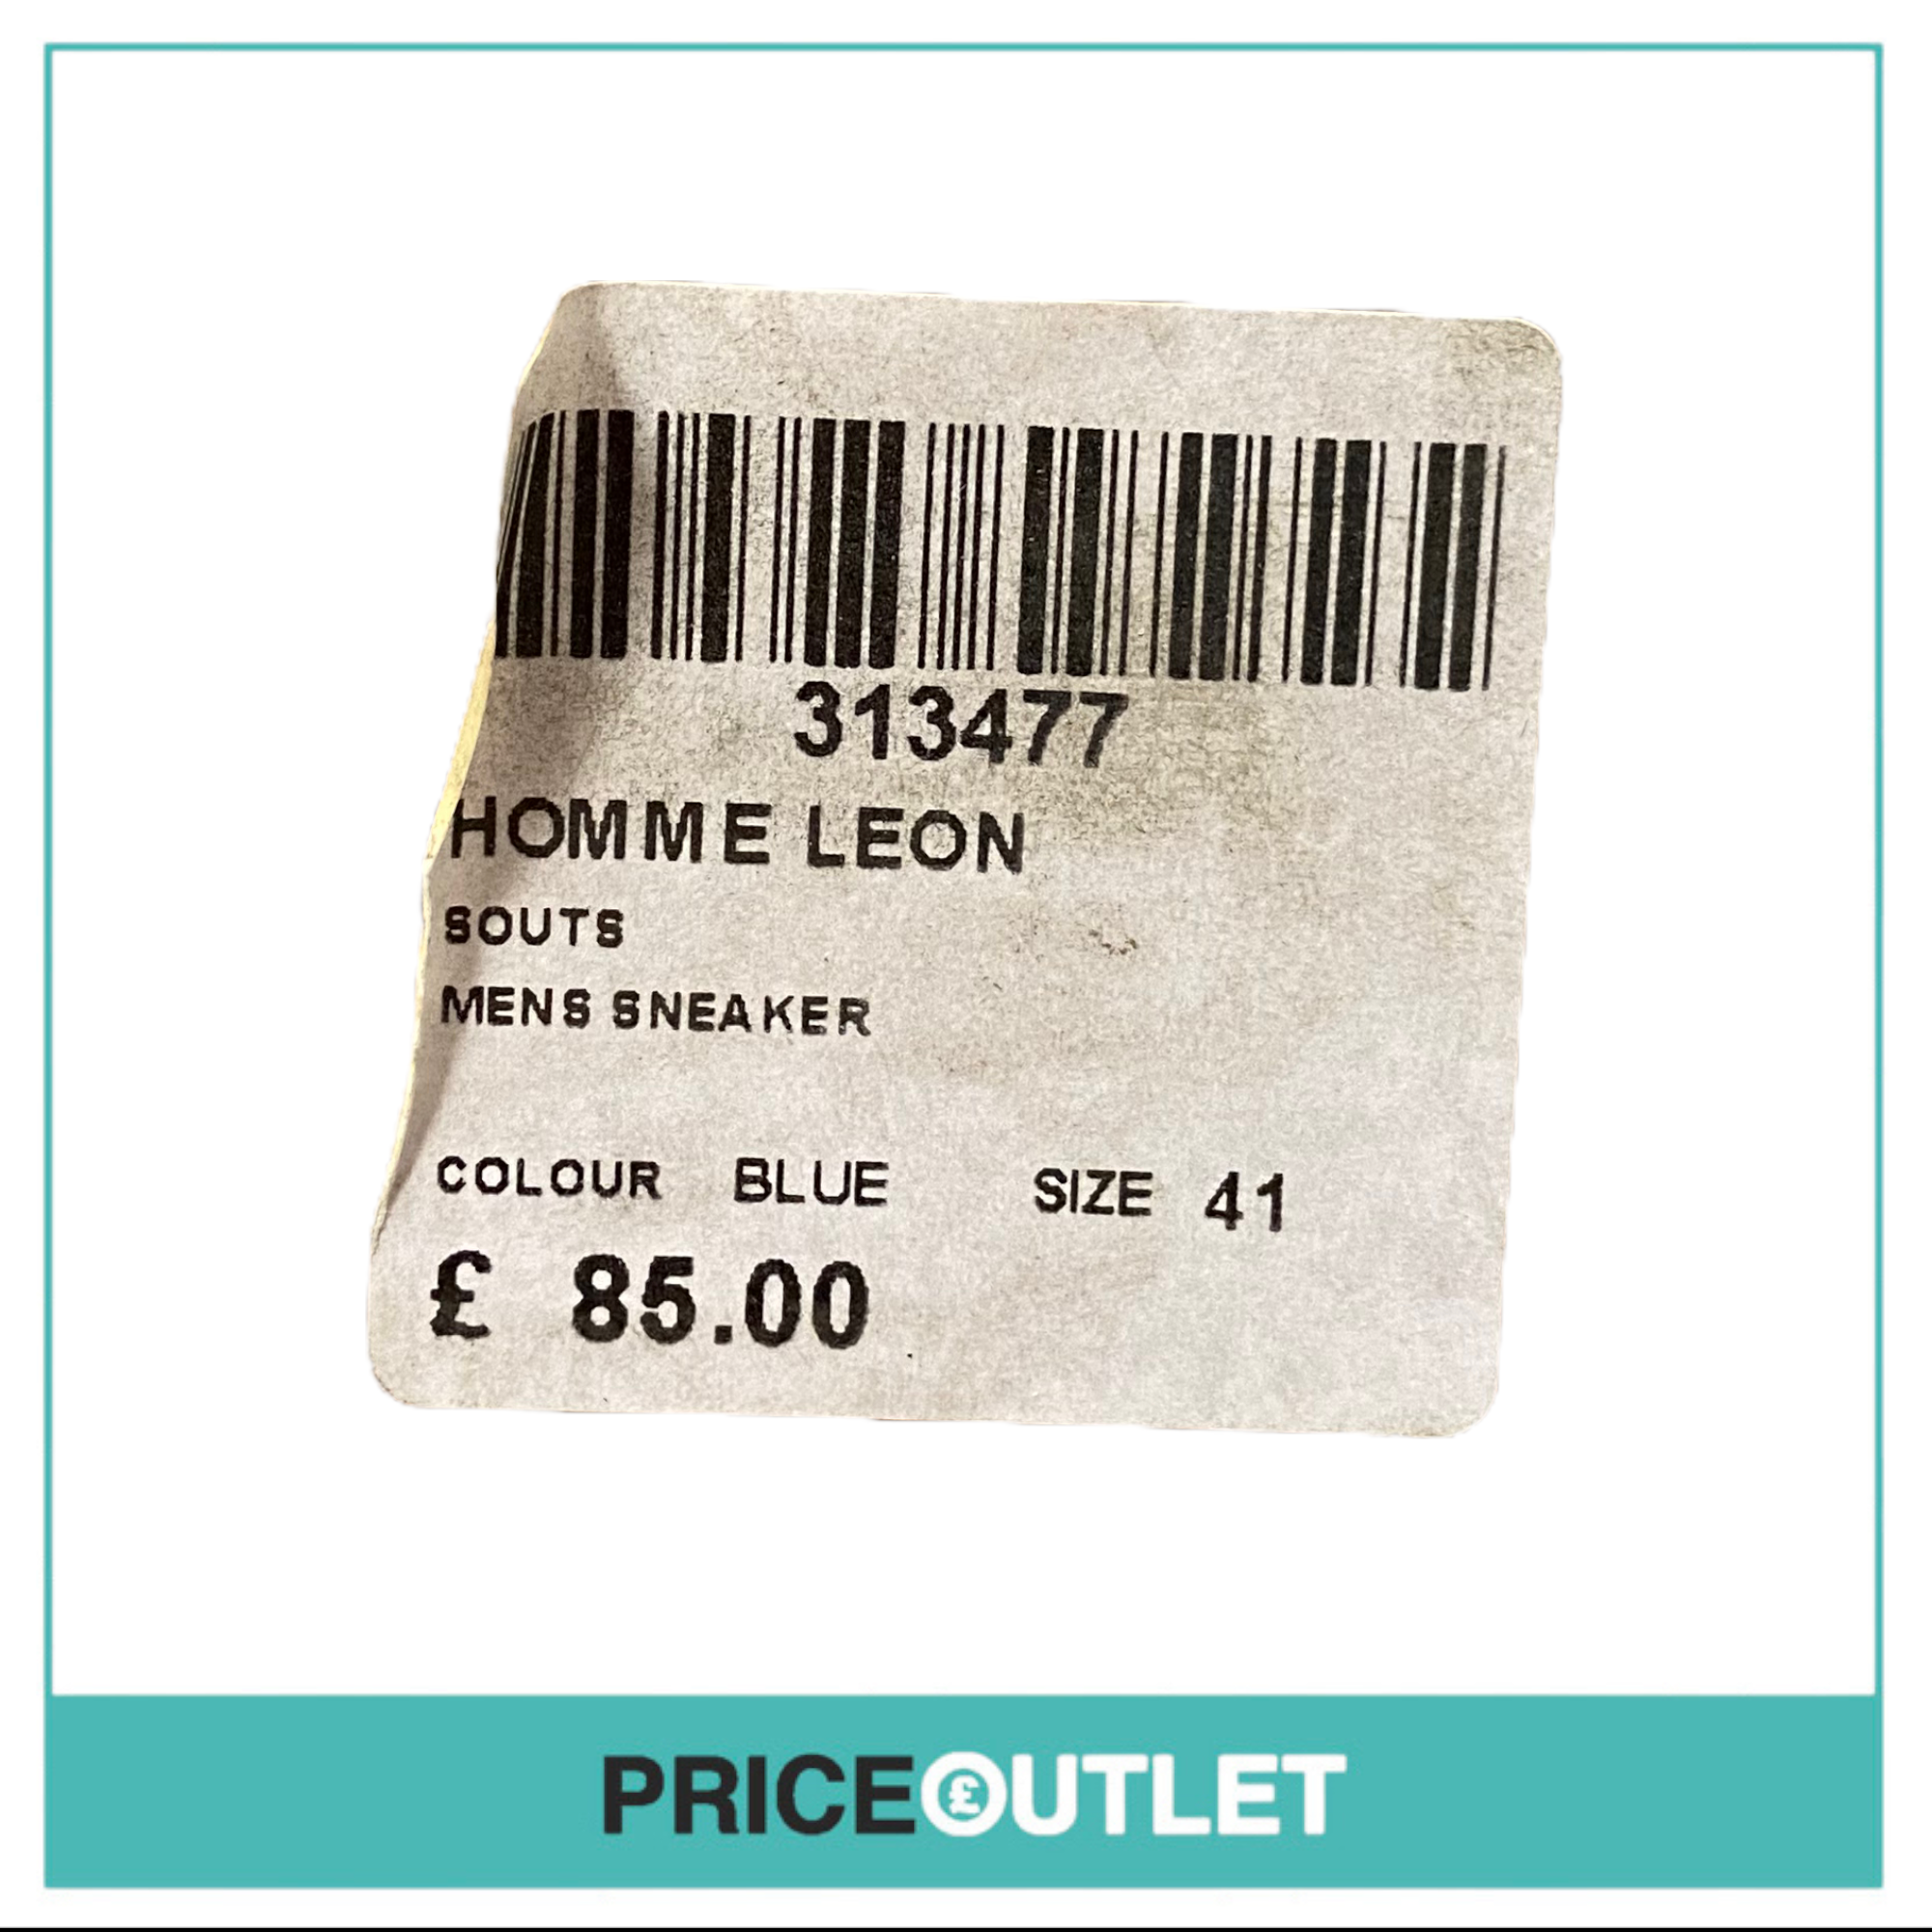 313477
HOMME LEON
SOUTS
MENS SNEAKER
COLOUR BLUE SIZE 41
£ 85.00
PRICE£OUTLET